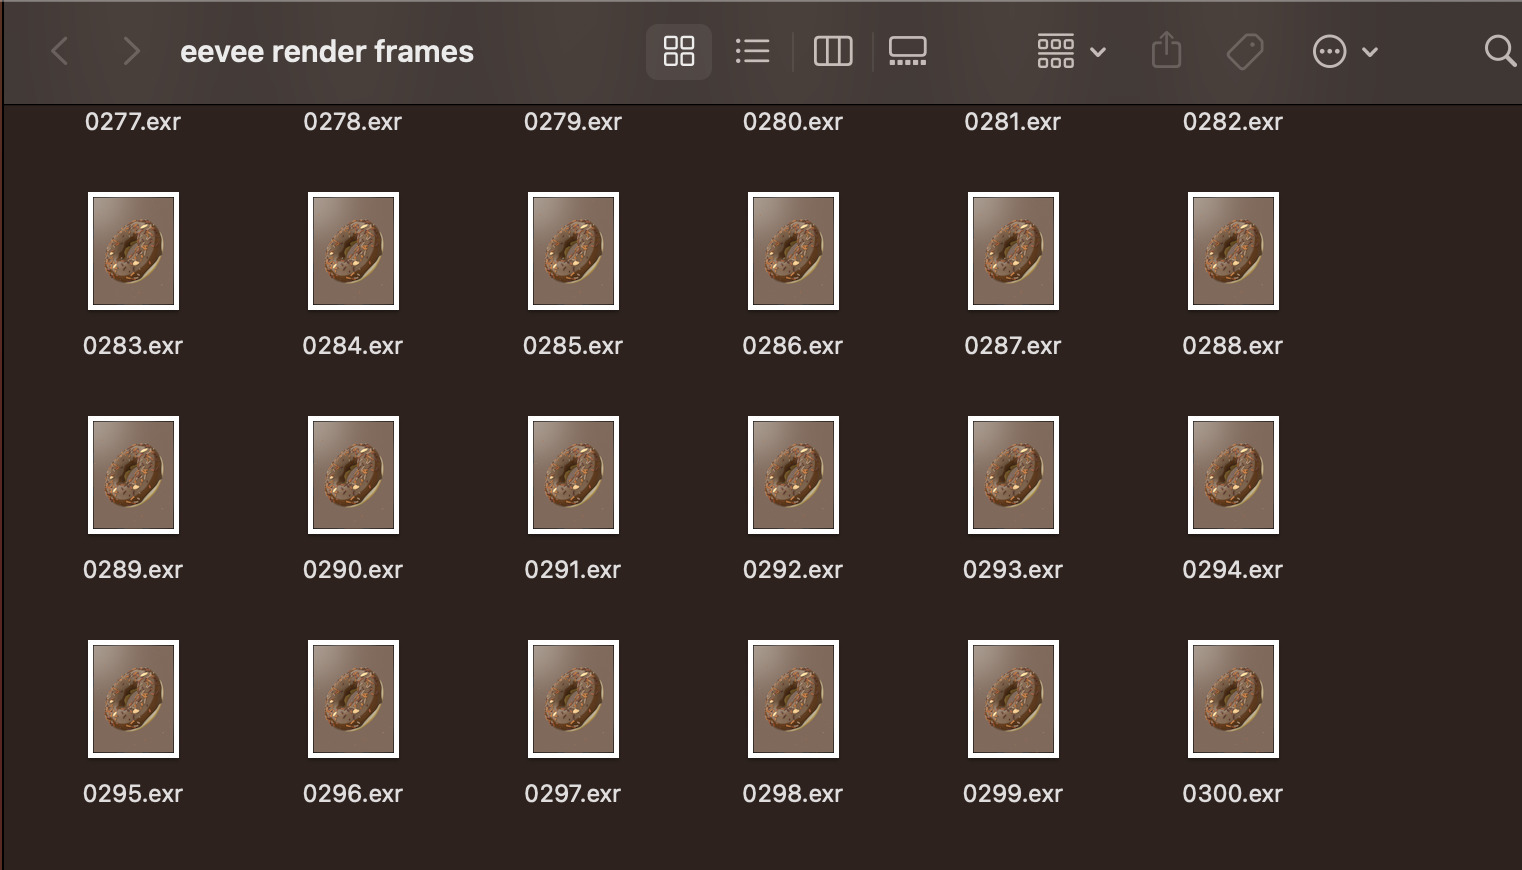 eevee render frames
0277.exr 0278.exr 0279.exr 0280.exr 0281.exr 0282.exr
0283.exr 0284.exr 0285.exr 0286.exr 0287.exr 0288.exr
0289.exr 0290.exr 0291.exr 0292.exr 0293.exr 0294.exr
0295.exr 0296.exr 0297.exr 0298.exr 0299.exr 0300.exr